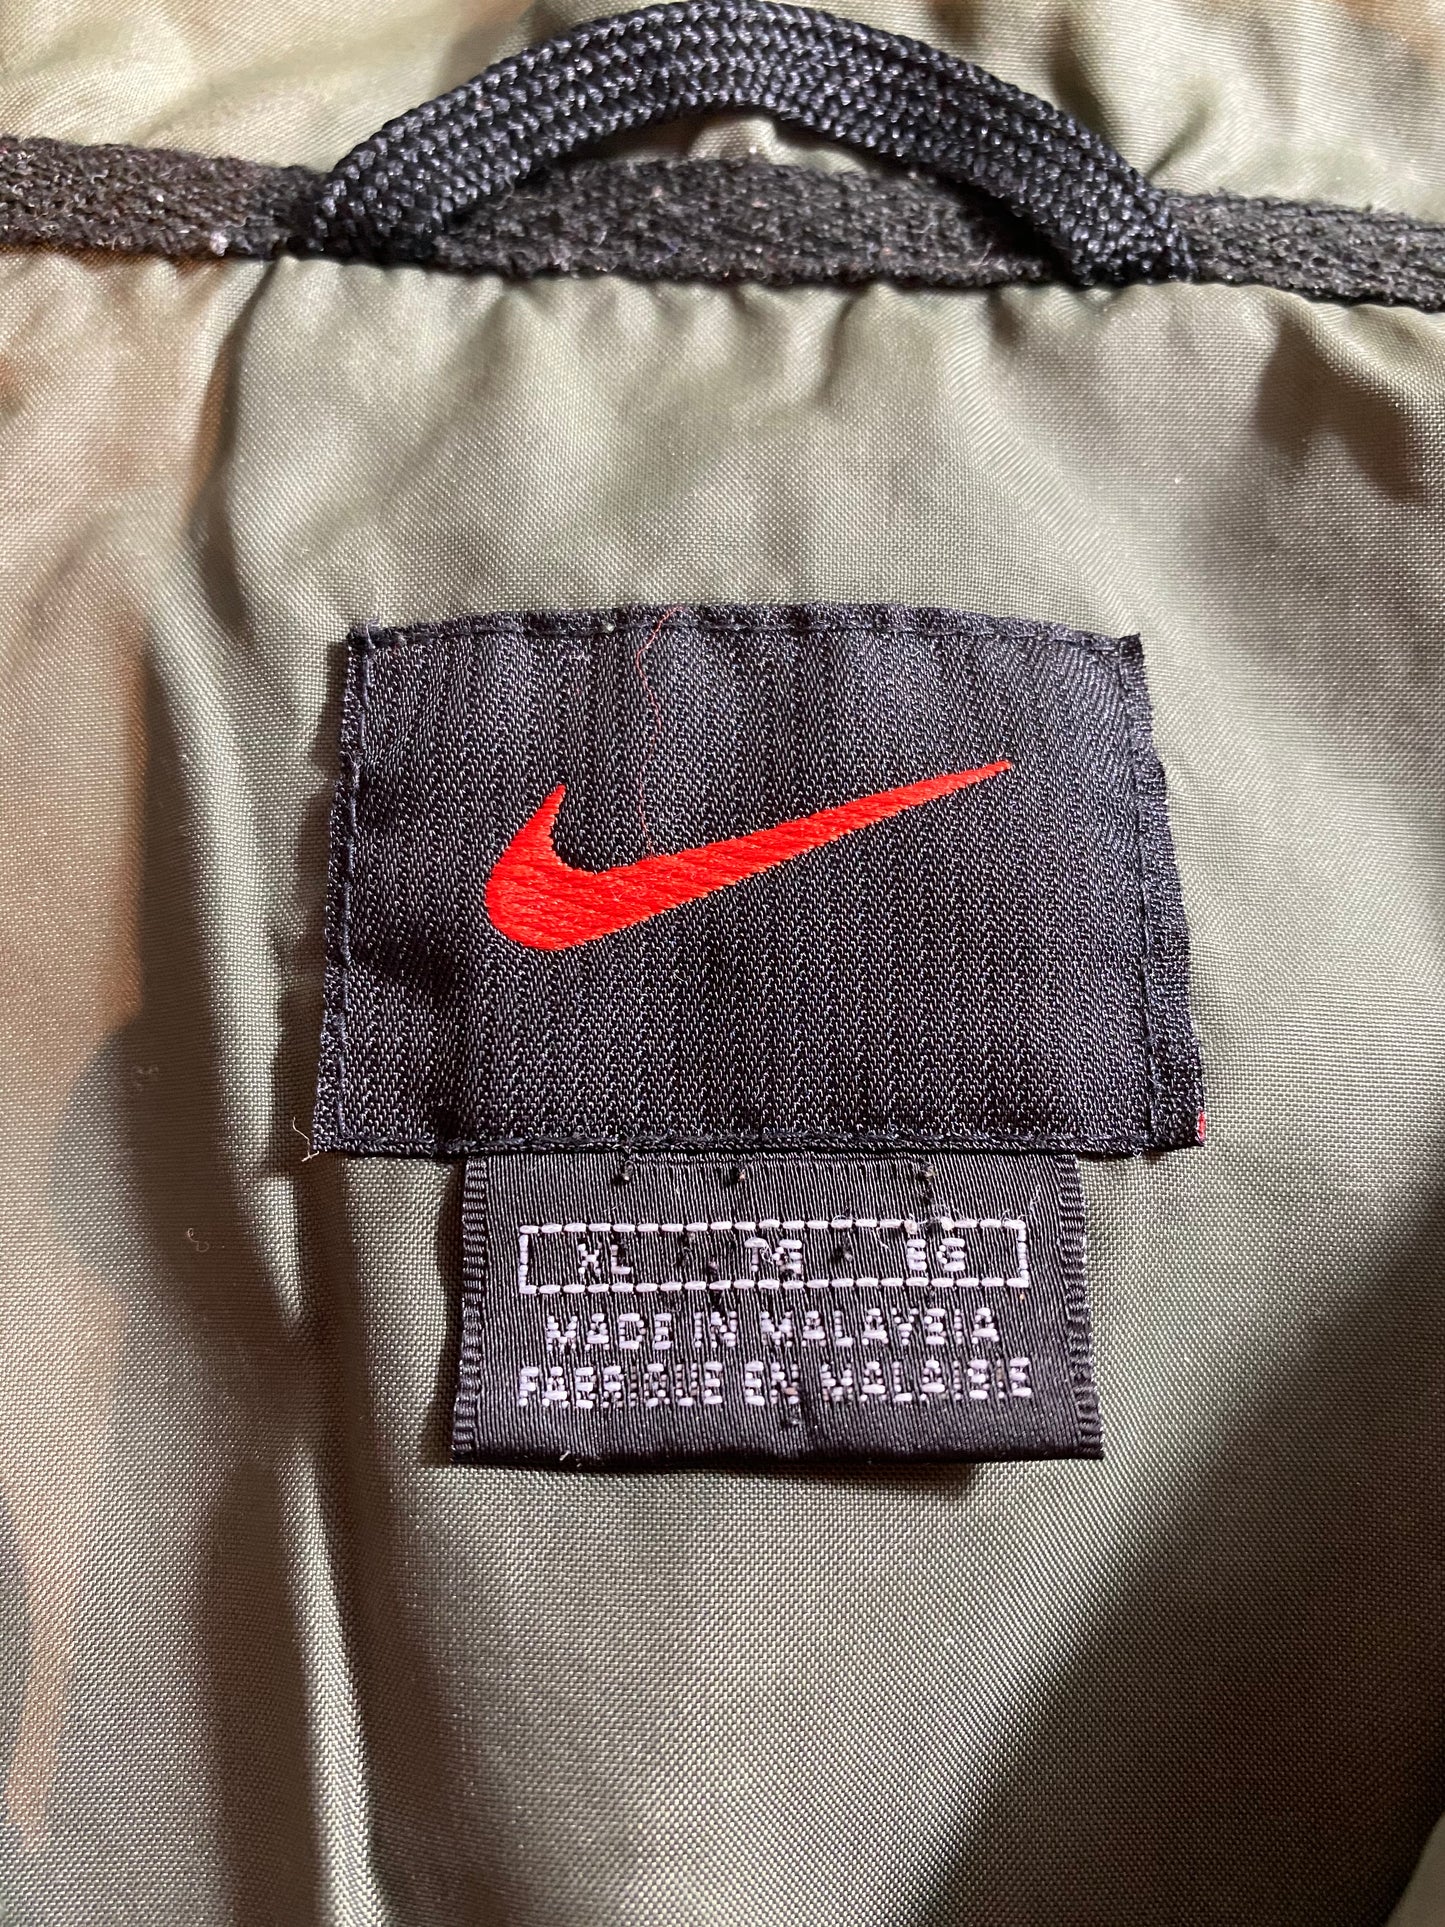 XL TG EG
MADE IN MALAYSIA
FABRIQUE EN MALAISIE